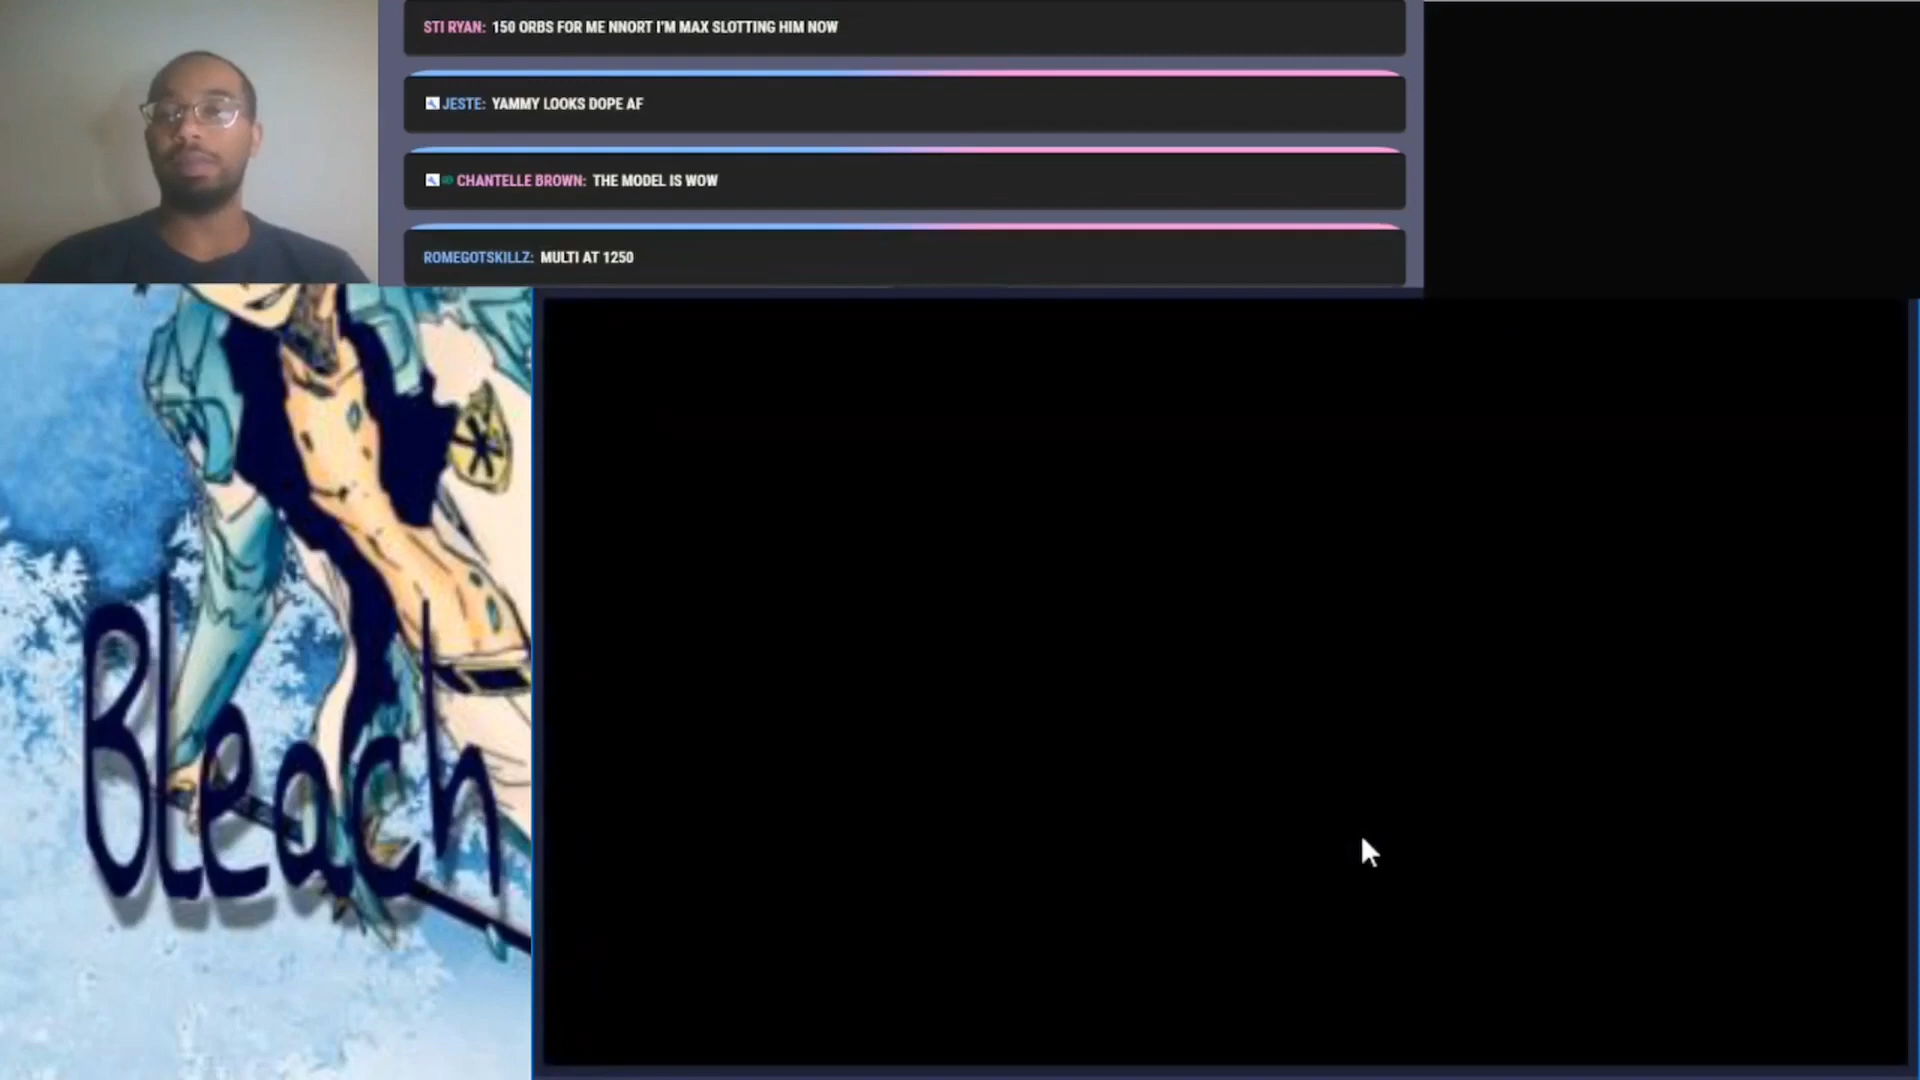 STI RYAN: 150 ORBS FOR ME NNORT I'M MAX SLOTTING HIM NOW
JESTE: YAMMY LOOKS DOPE AF
CHANTELLE BROWN: THE MODEL IS WOW
ROMEGOTSKILLZ: MULTI AT 1250
Bleach